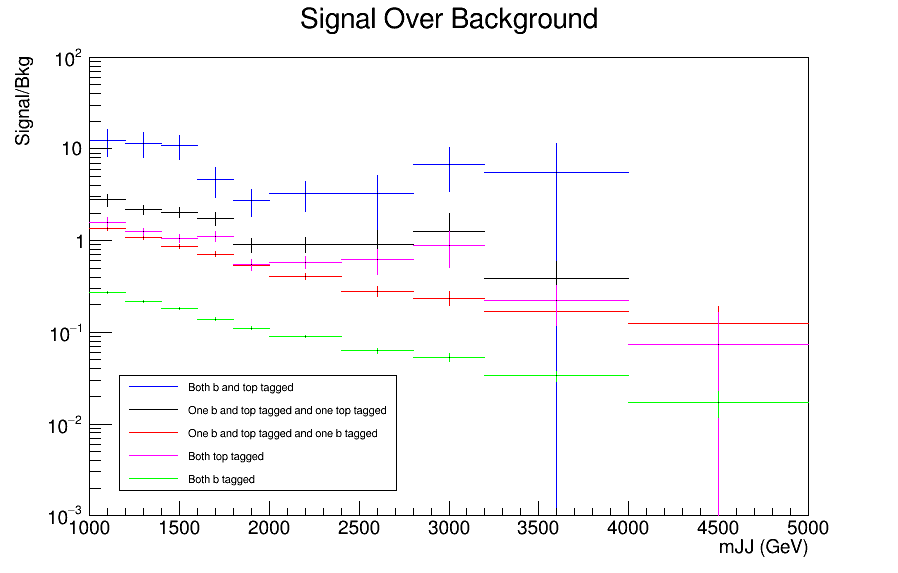 Signal Over Background
Signal/Bkg
10^2
10
1
10^−1
10^−2
10^−3
1000 1500 2000 2500 3000 3500 4000 4500 5000
mJJ (GeV)
Both b and top tagged
One b and top tagged and one top tagged
One b and top tagged and one b tagged
Both top tagged
Both b tagged